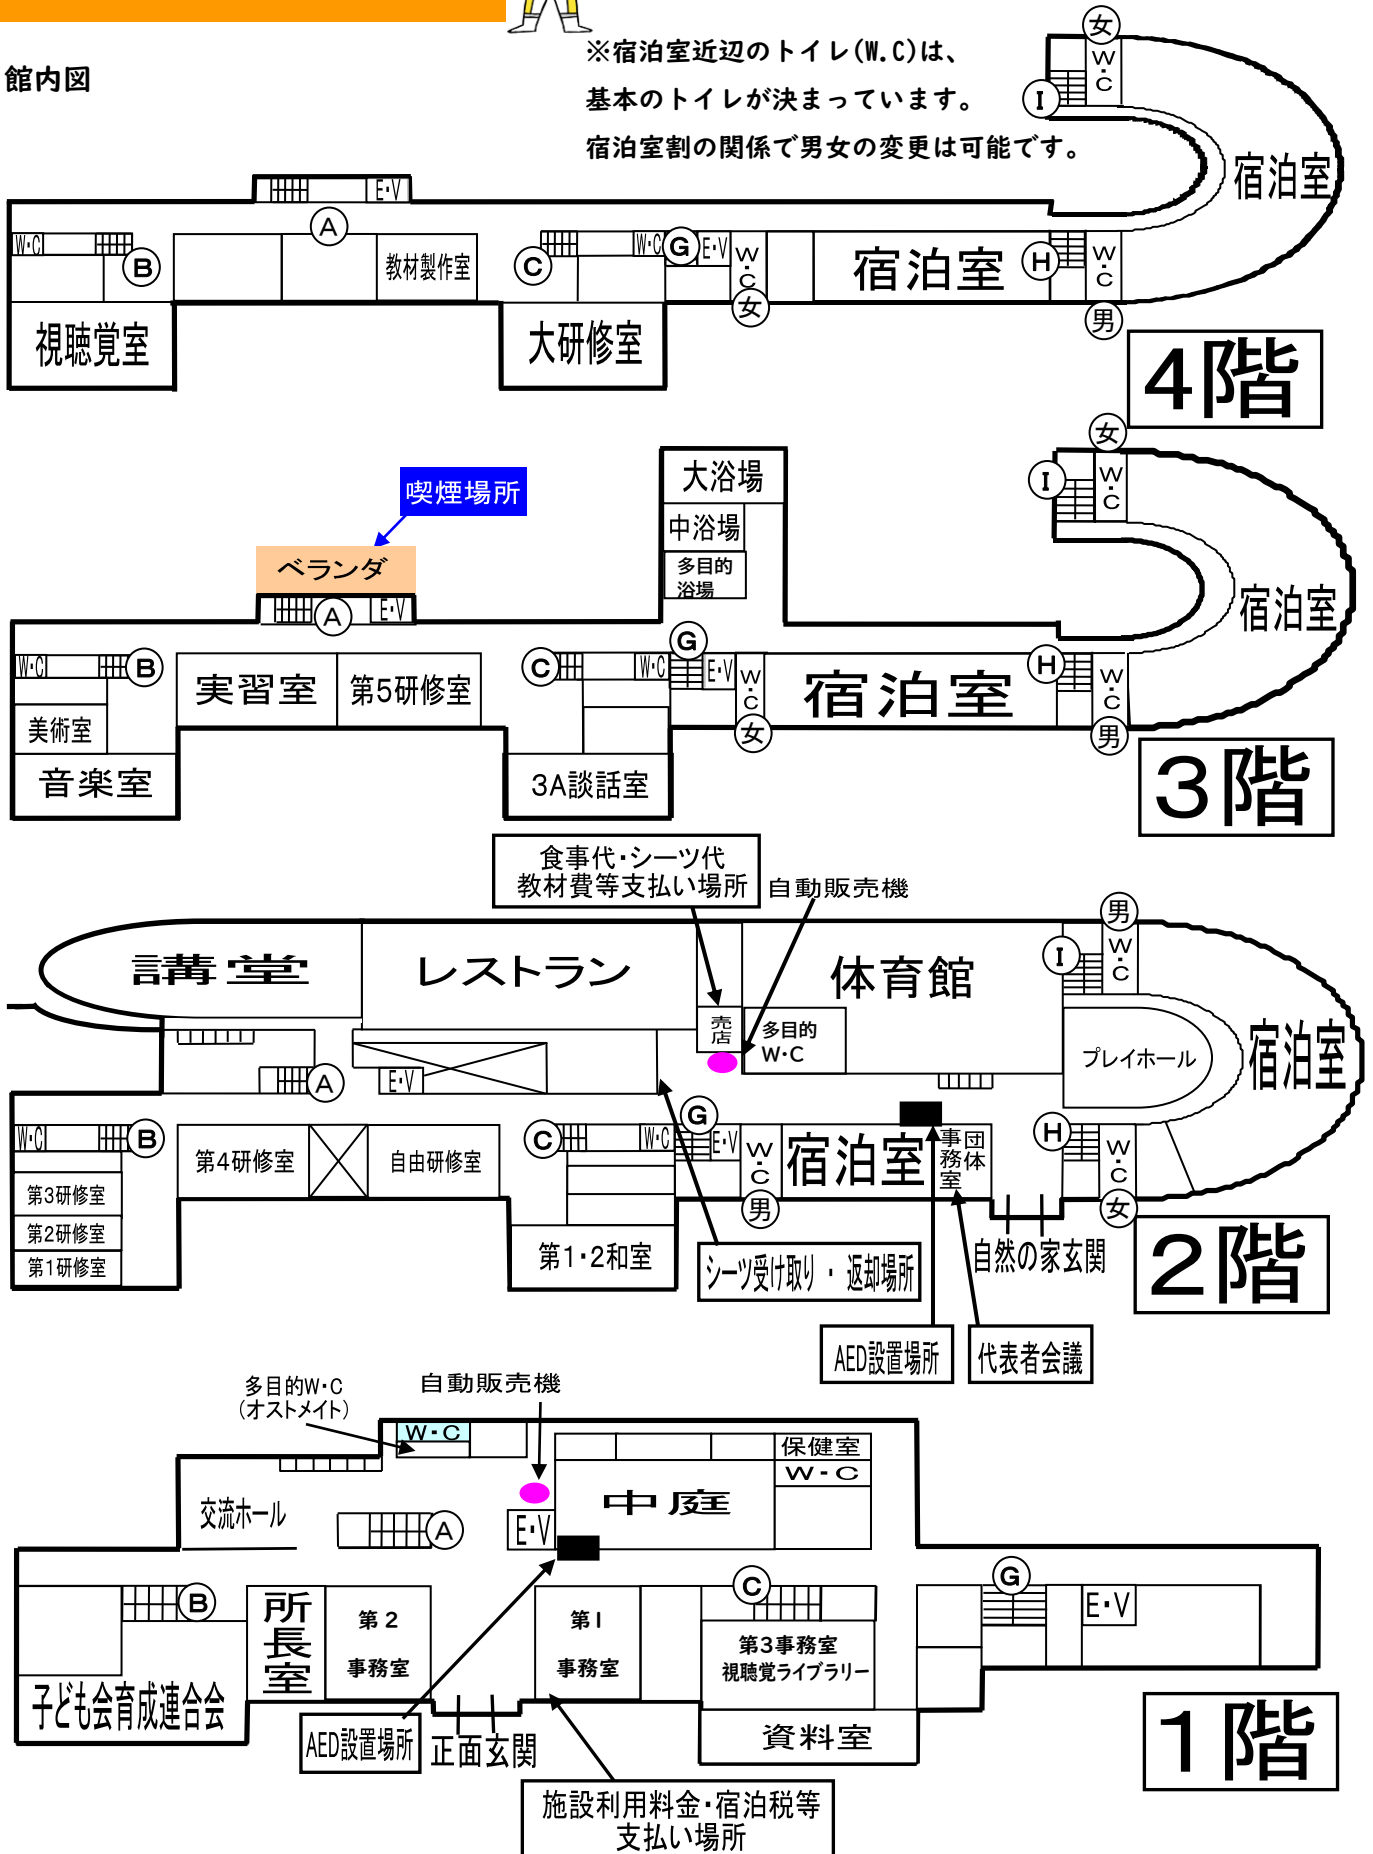 館内図
※宿泊室近辺のトイレ(W.C)は、
基本のトイレが決まっています。
宿泊室割の関係で男女の変更は可能です。
女
W・C
I
宿泊室
E・V
A
W・C
B
教材製作室
C
W・C
G
E・V
W・C
女
宿泊室
H
W・C
男
視聴覚室
大研修室
4階
女
I
W・C
宿泊室
喫煙場所
ベランダ
A
E・V
大浴場
中浴場
多目的
浴場
W・C
B
実習室
第5研修室
C
W・C
G
E・V
W・C
女
宿泊室
H
W・C
男
美術室
音楽室
3A談話室
3階
食事代・シーツ代
教材費等支払い場所
自動販売機
男
W・C
I
講堂
レストラン
体育館
売店
多目的
W・C
プレイホール
宿泊室
A
E・V
W・C
B
第4研修室
自由研修室
C
W・C
G
E・V
W・C
男
宿泊室
団体
事務室
H
W・C
女
第3研修室
第2研修室
第1研修室
第1・2和室
シーツ受け取り ・ 返却場所
自然の家玄関
2階
AED設置場所
代表者会議
多目的W・C
(オストメイト)
自動販売機
W・C
保健室
W・C
交流ホール
A
E・V
中庭
B
所長室
第2
事務室
第1
事務室
C
第3事務室
視聴覚ライブラリー
G
E・V
子ども会育成連合会
AED設置場所
正面玄関
資料室
1階
施設利用料金・宿泊税等
支払い場所